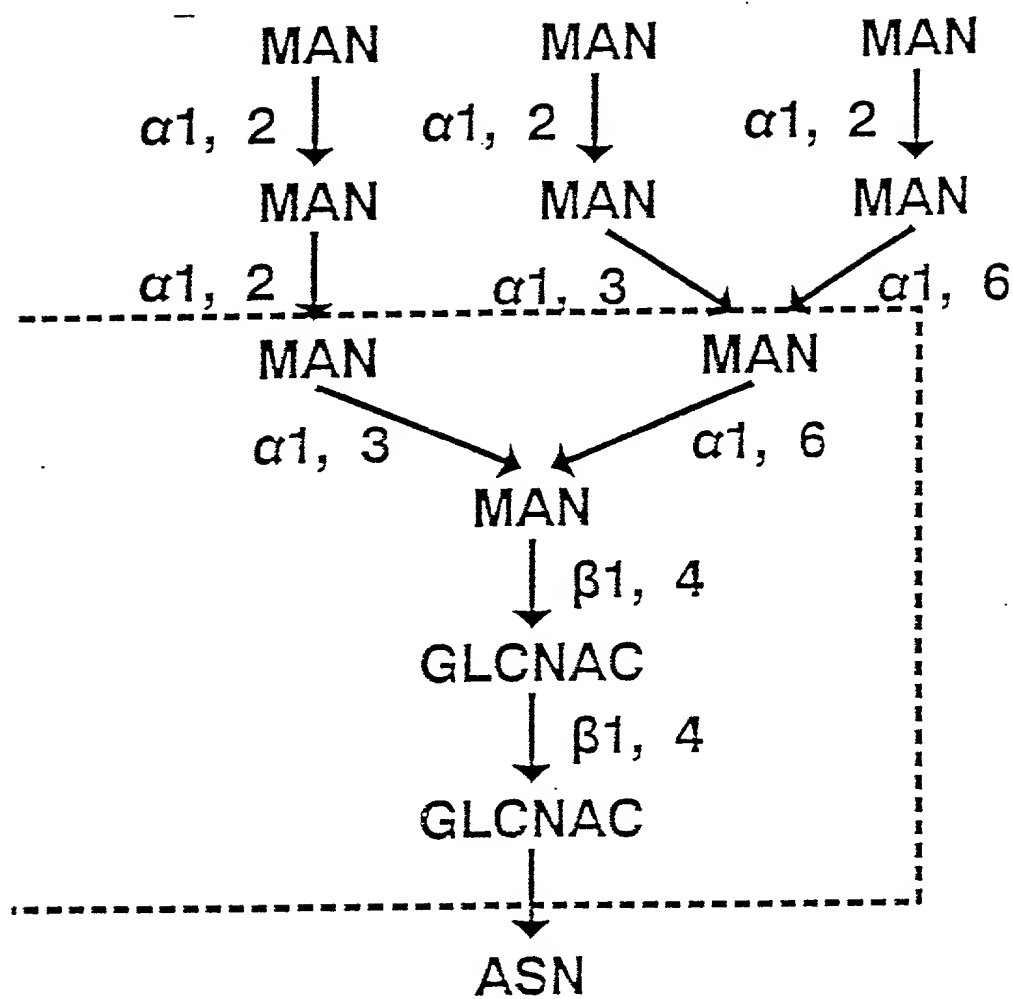 MAN MAN MAN
α1, 2 α1, 2 α1, 2
MAN MAN MAN
α1, 2 α1, 3 α1, 6
MAN MAN
α1, 3 α1, 6
MAN
β1, 4
GLCNAC
β1, 4
GLCNAC
ASN